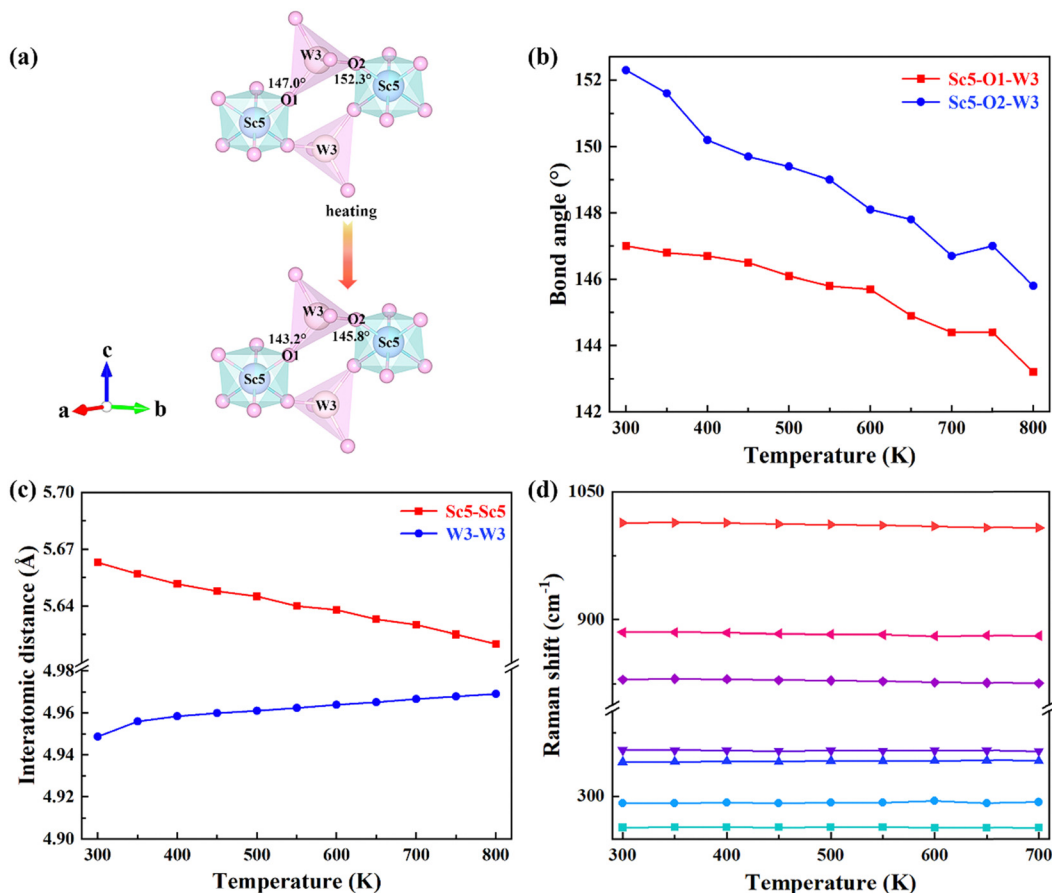 (a)
W3
O2
147.0°
152.3°
O1
Sc5
Sc5
W3
heating
W3
O2
143.2°
145.8°
O1
Sc5
Sc5
W3
c
a
b
(b)
Sc5-O1-W3
Sc5-O2-W3
Bond angle (°)
152
150
148
146
144
142
300 400 500 600 700 800
Temperature (K)
(c)
Sc5-Sc5
W3-W3
Interatomic distance (Å)
5.70
5.67
5.64
4.98
4.96
4.94
4.92
4.90
300 400 500 600 700 800
Temperature (K)
(d)
Raman shift (cm⁻¹)
1050
900
300
300 400 500 600 700
Temperature (K)